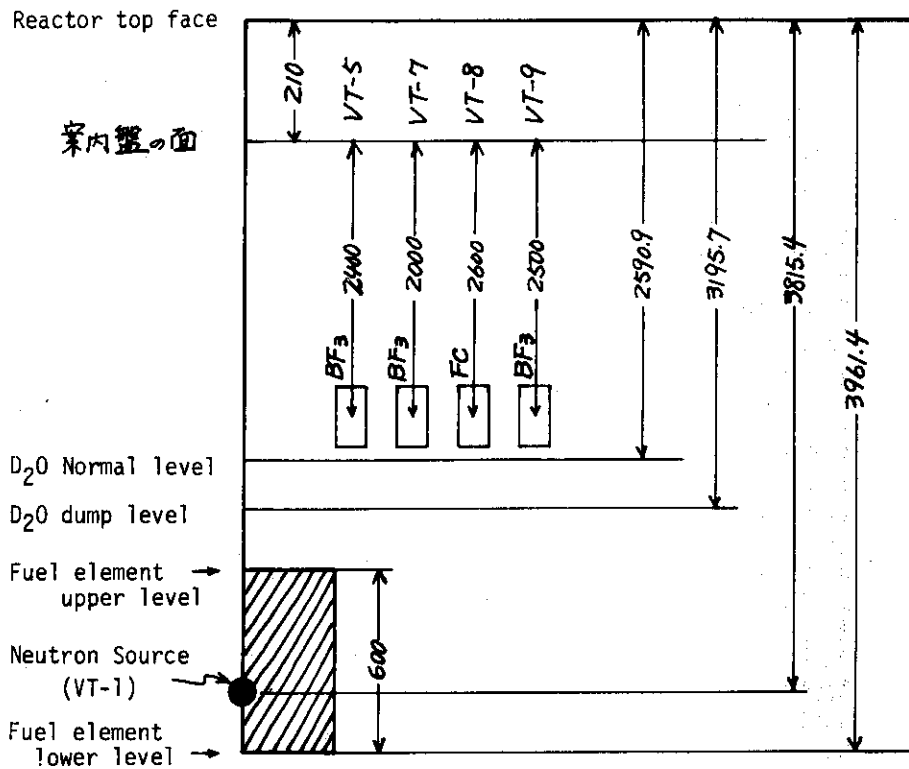 Reactor top face
210
VT-5
VT-7
VT-8
VT-9
案内盤の面
2400
2000
2600
2500
2590.9
3195.7
3815.4
3961.4
BF₃
BF₃
FC
BF₃
D₂O Normal level
D₂O dump level
Fuel element →
upper level
600
Neutron Source
(VT-1)
Fuel element
lower level →